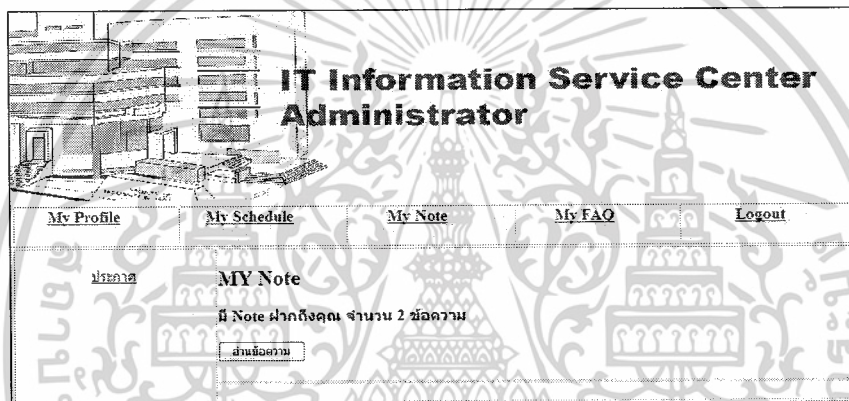 IT Information Service Center
Administrator
My Profile My Schedule My Note My FAQ Logout
ประกาศ
MY Note
มี Note ฝากถึงคุณ จำนวน 2 ข้อความ
อ่านข้อความ